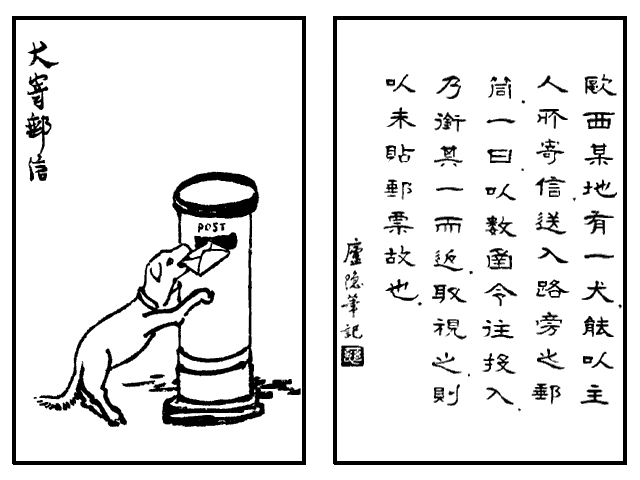 犬寄郵信
POST
歐西某地有一犬。能以主
人所寄信。送入路旁之郵
筒。一日以數函令往投入。
乃銜其一而返。取視之則
以未貼郵票故也。
廬隱筆記